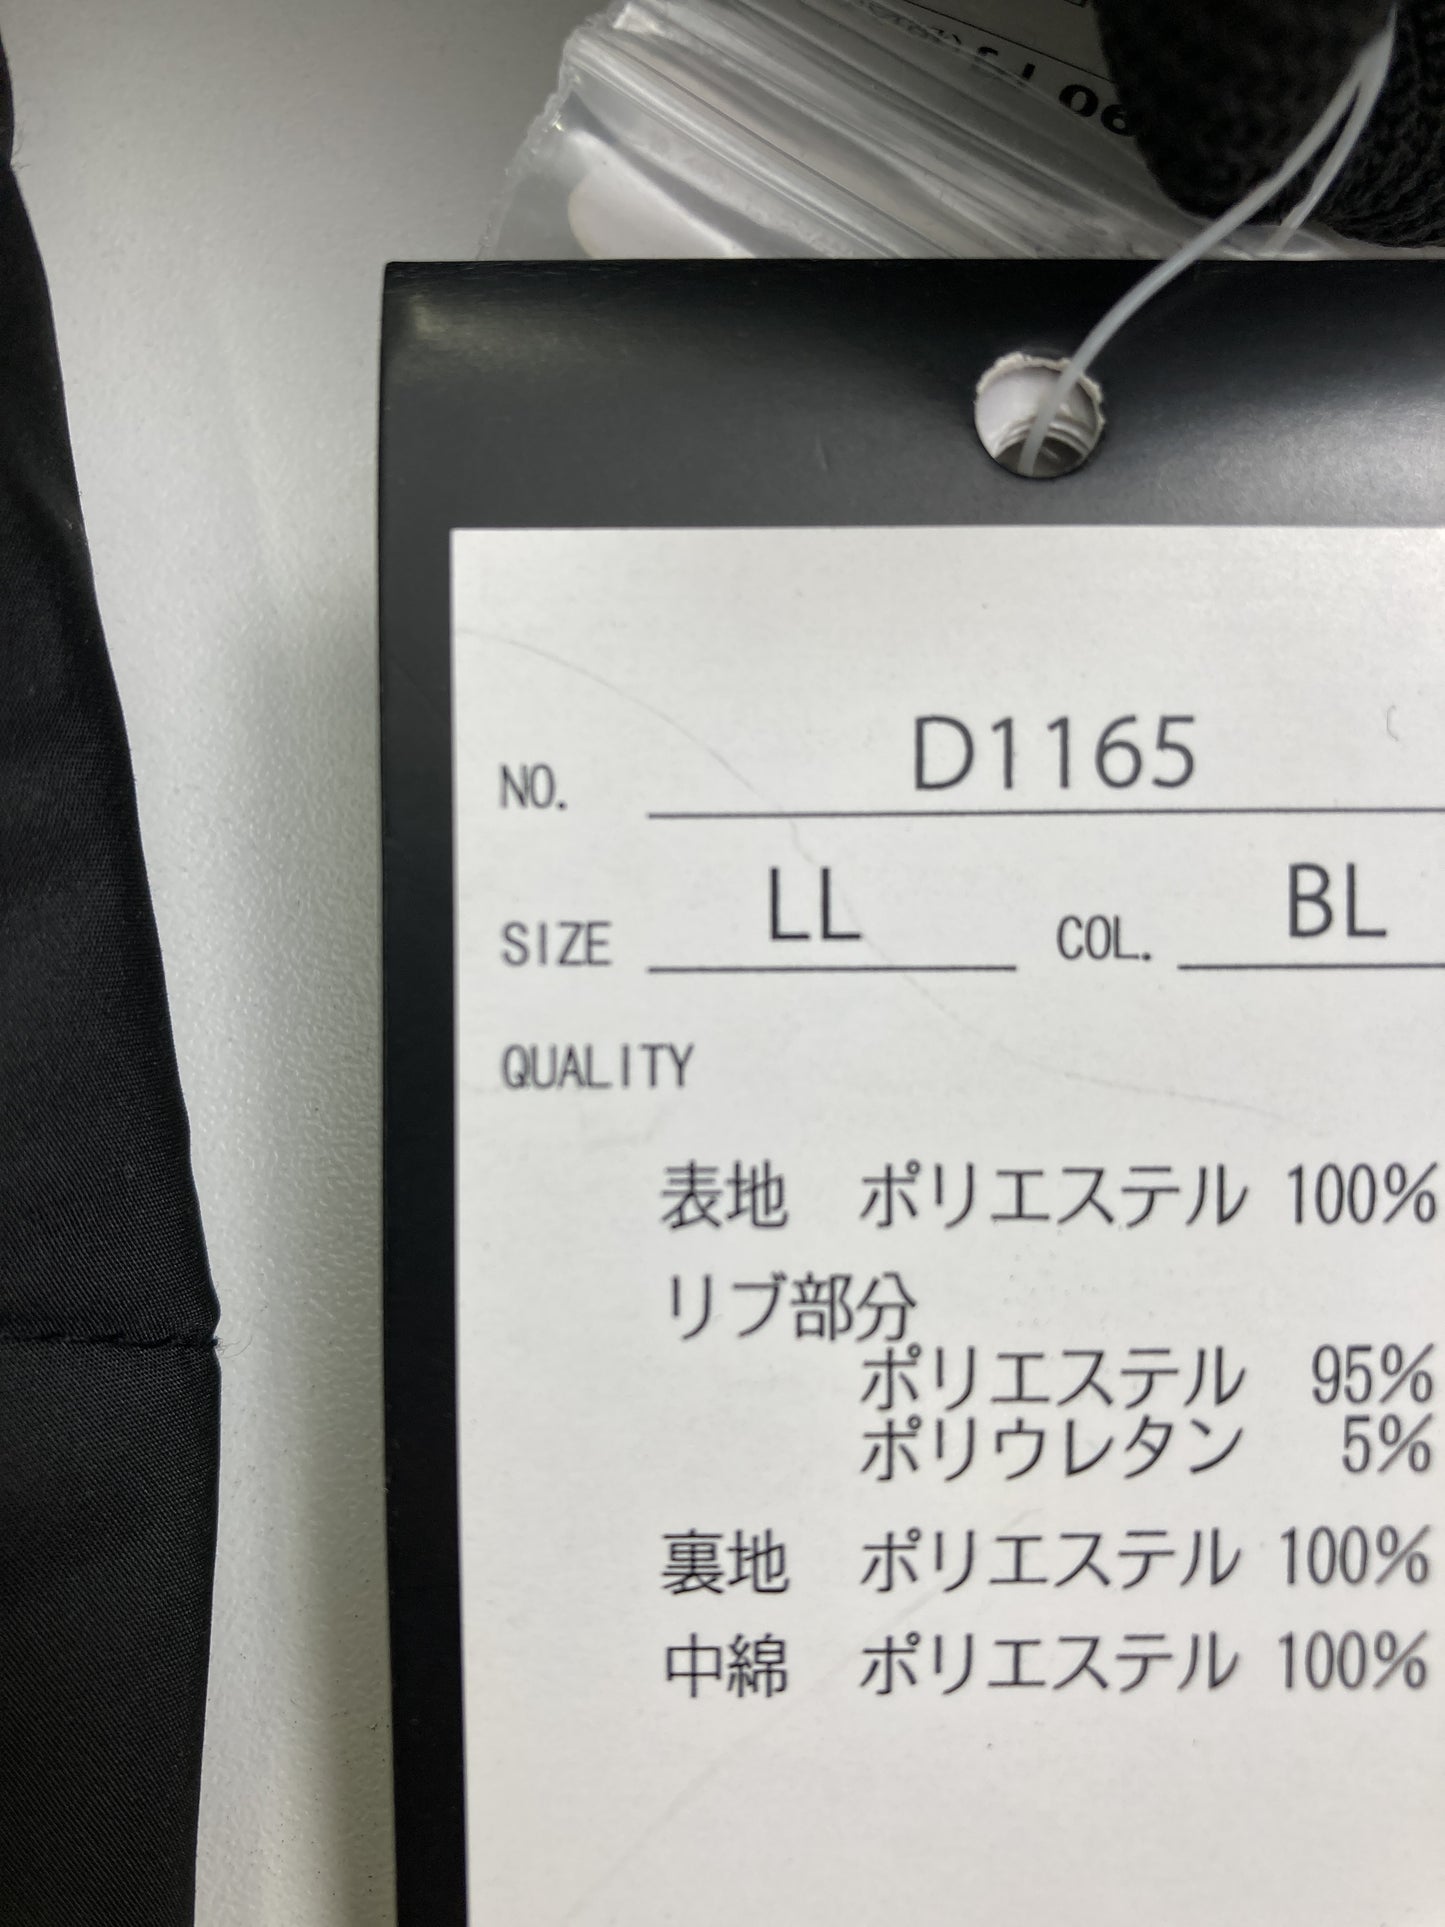 NO. D1165
SIZE LL COL. BL
QUALITY
表地 ポリエステル 100%
リブ部分
ポリエステル 95%
ポリウレタン 5%
裏地 ポリエステル 100%
中綿 ポリエステル 100%